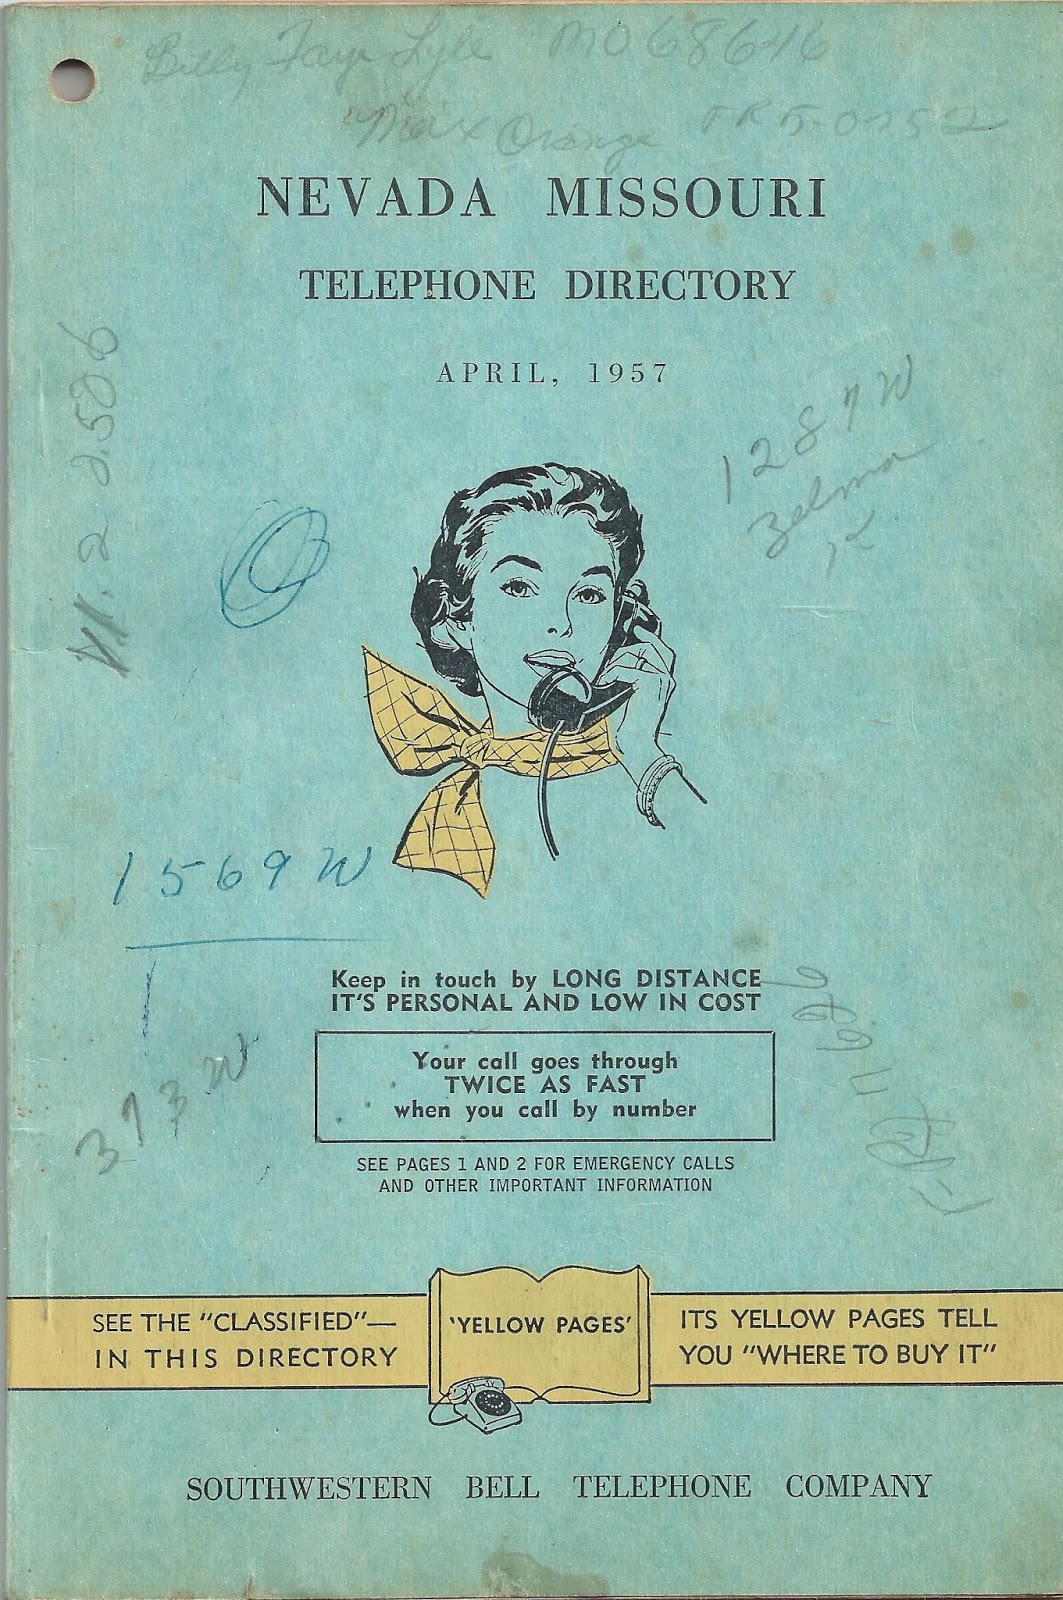 Billy Faye Lyle MO 68646
Max Orange FR 5-0752
NEVADA MISSOURI
TELEPHONE DIRECTORY
APRIL, 1957
2526
1287W
Zelma
1569W
373W
Keep in touch by LONG DISTANCE
IT'S PERSONAL AND LOW IN COST
Your call goes through
TWICE AS FAST
when you call by number
SEE PAGES 1 AND 2 FOR EMERGENCY CALLS
AND OTHER IMPORTANT INFORMATION
SEE THE "CLASSIFIED"—
IN THIS DIRECTORY
'YELLOW PAGES'
ITS YELLOW PAGES TELL
YOU "WHERE TO BUY IT"
SOUTHWESTERN BELL TELEPHONE COMPANY